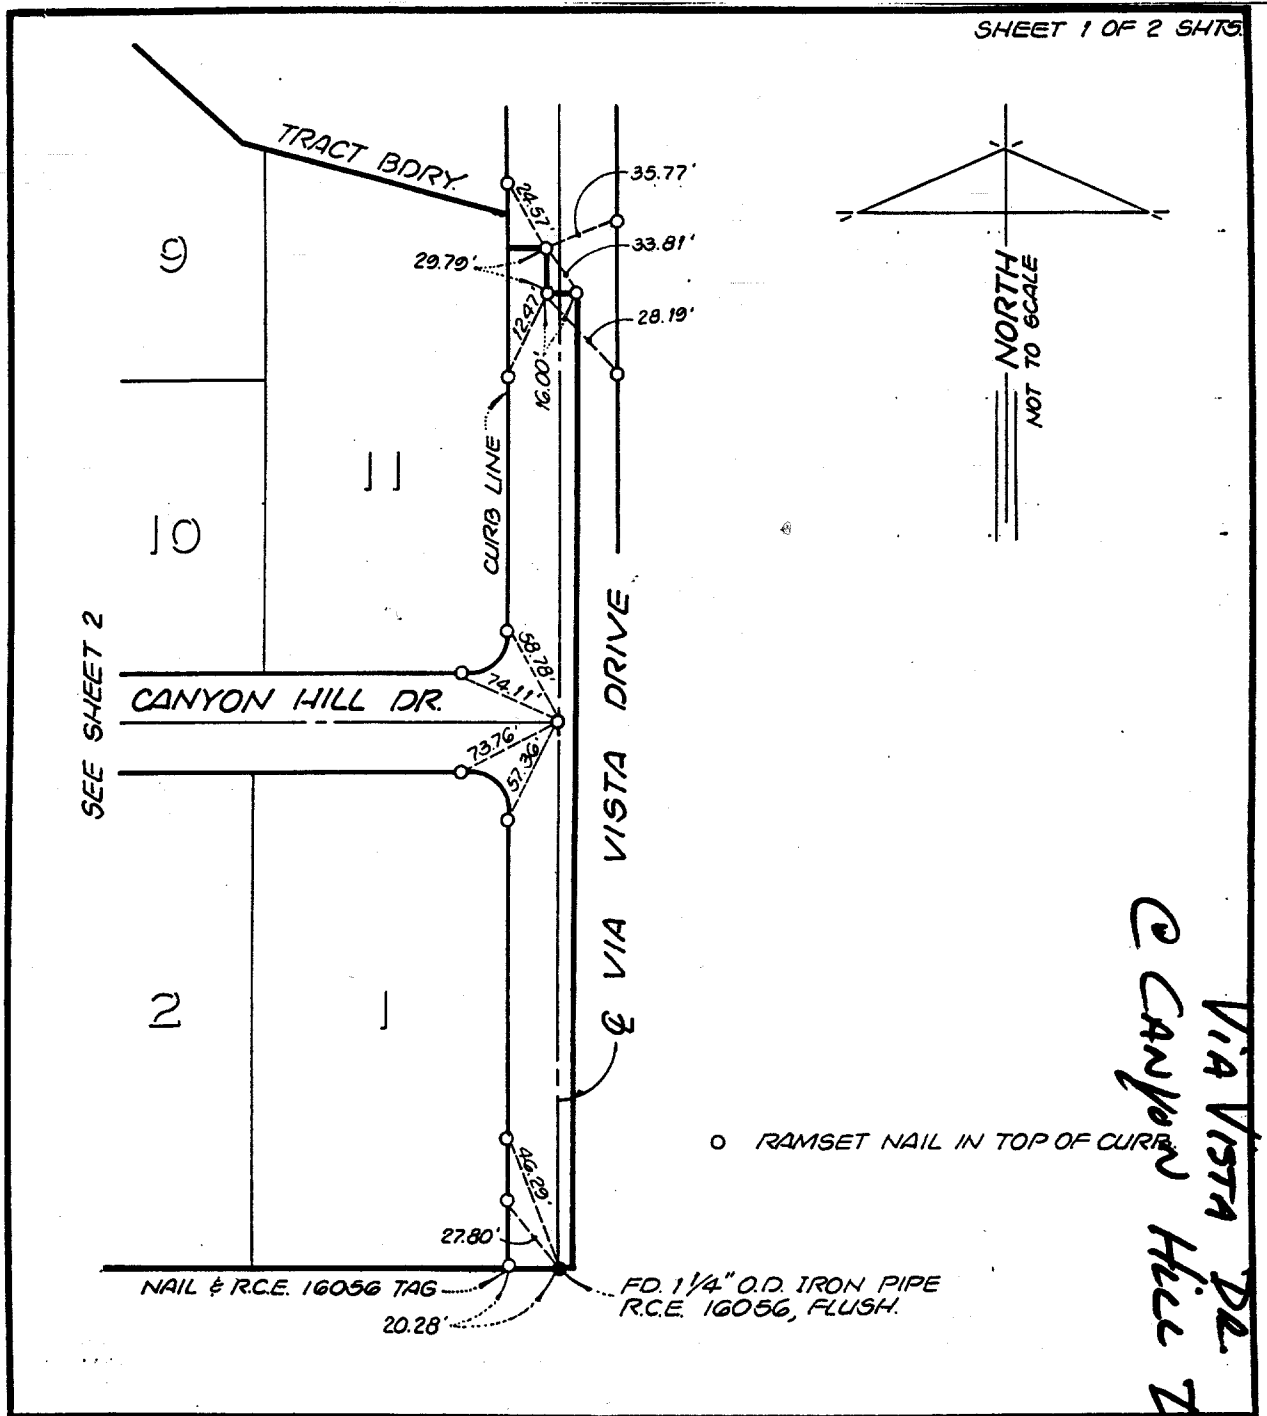 SHEET 1 OF 2 SHTS.
TRACT BDRY.
24.57'
35.77'
33.81'
29.79'
28.19'
12.47'
16.00'
NORTH
NOT TO SCALE
9
11
10
CURB LINE
SEE SHEET 2
58.78'
74.11'
CANYON HILL DR.
73.76'
57.36'
℄ VIA VISTA DRIVE
2
1
RAMSET NAIL IN TOP OF CURB
46.29'
27.80'
NAIL & R.C.E. 16056 TAG
20.28'
FD. 1 1/4" O.D. IRON PIPE
R.C.E. 16056, FLUSH.
ViA VISTA DR
@ CANyoN Hill